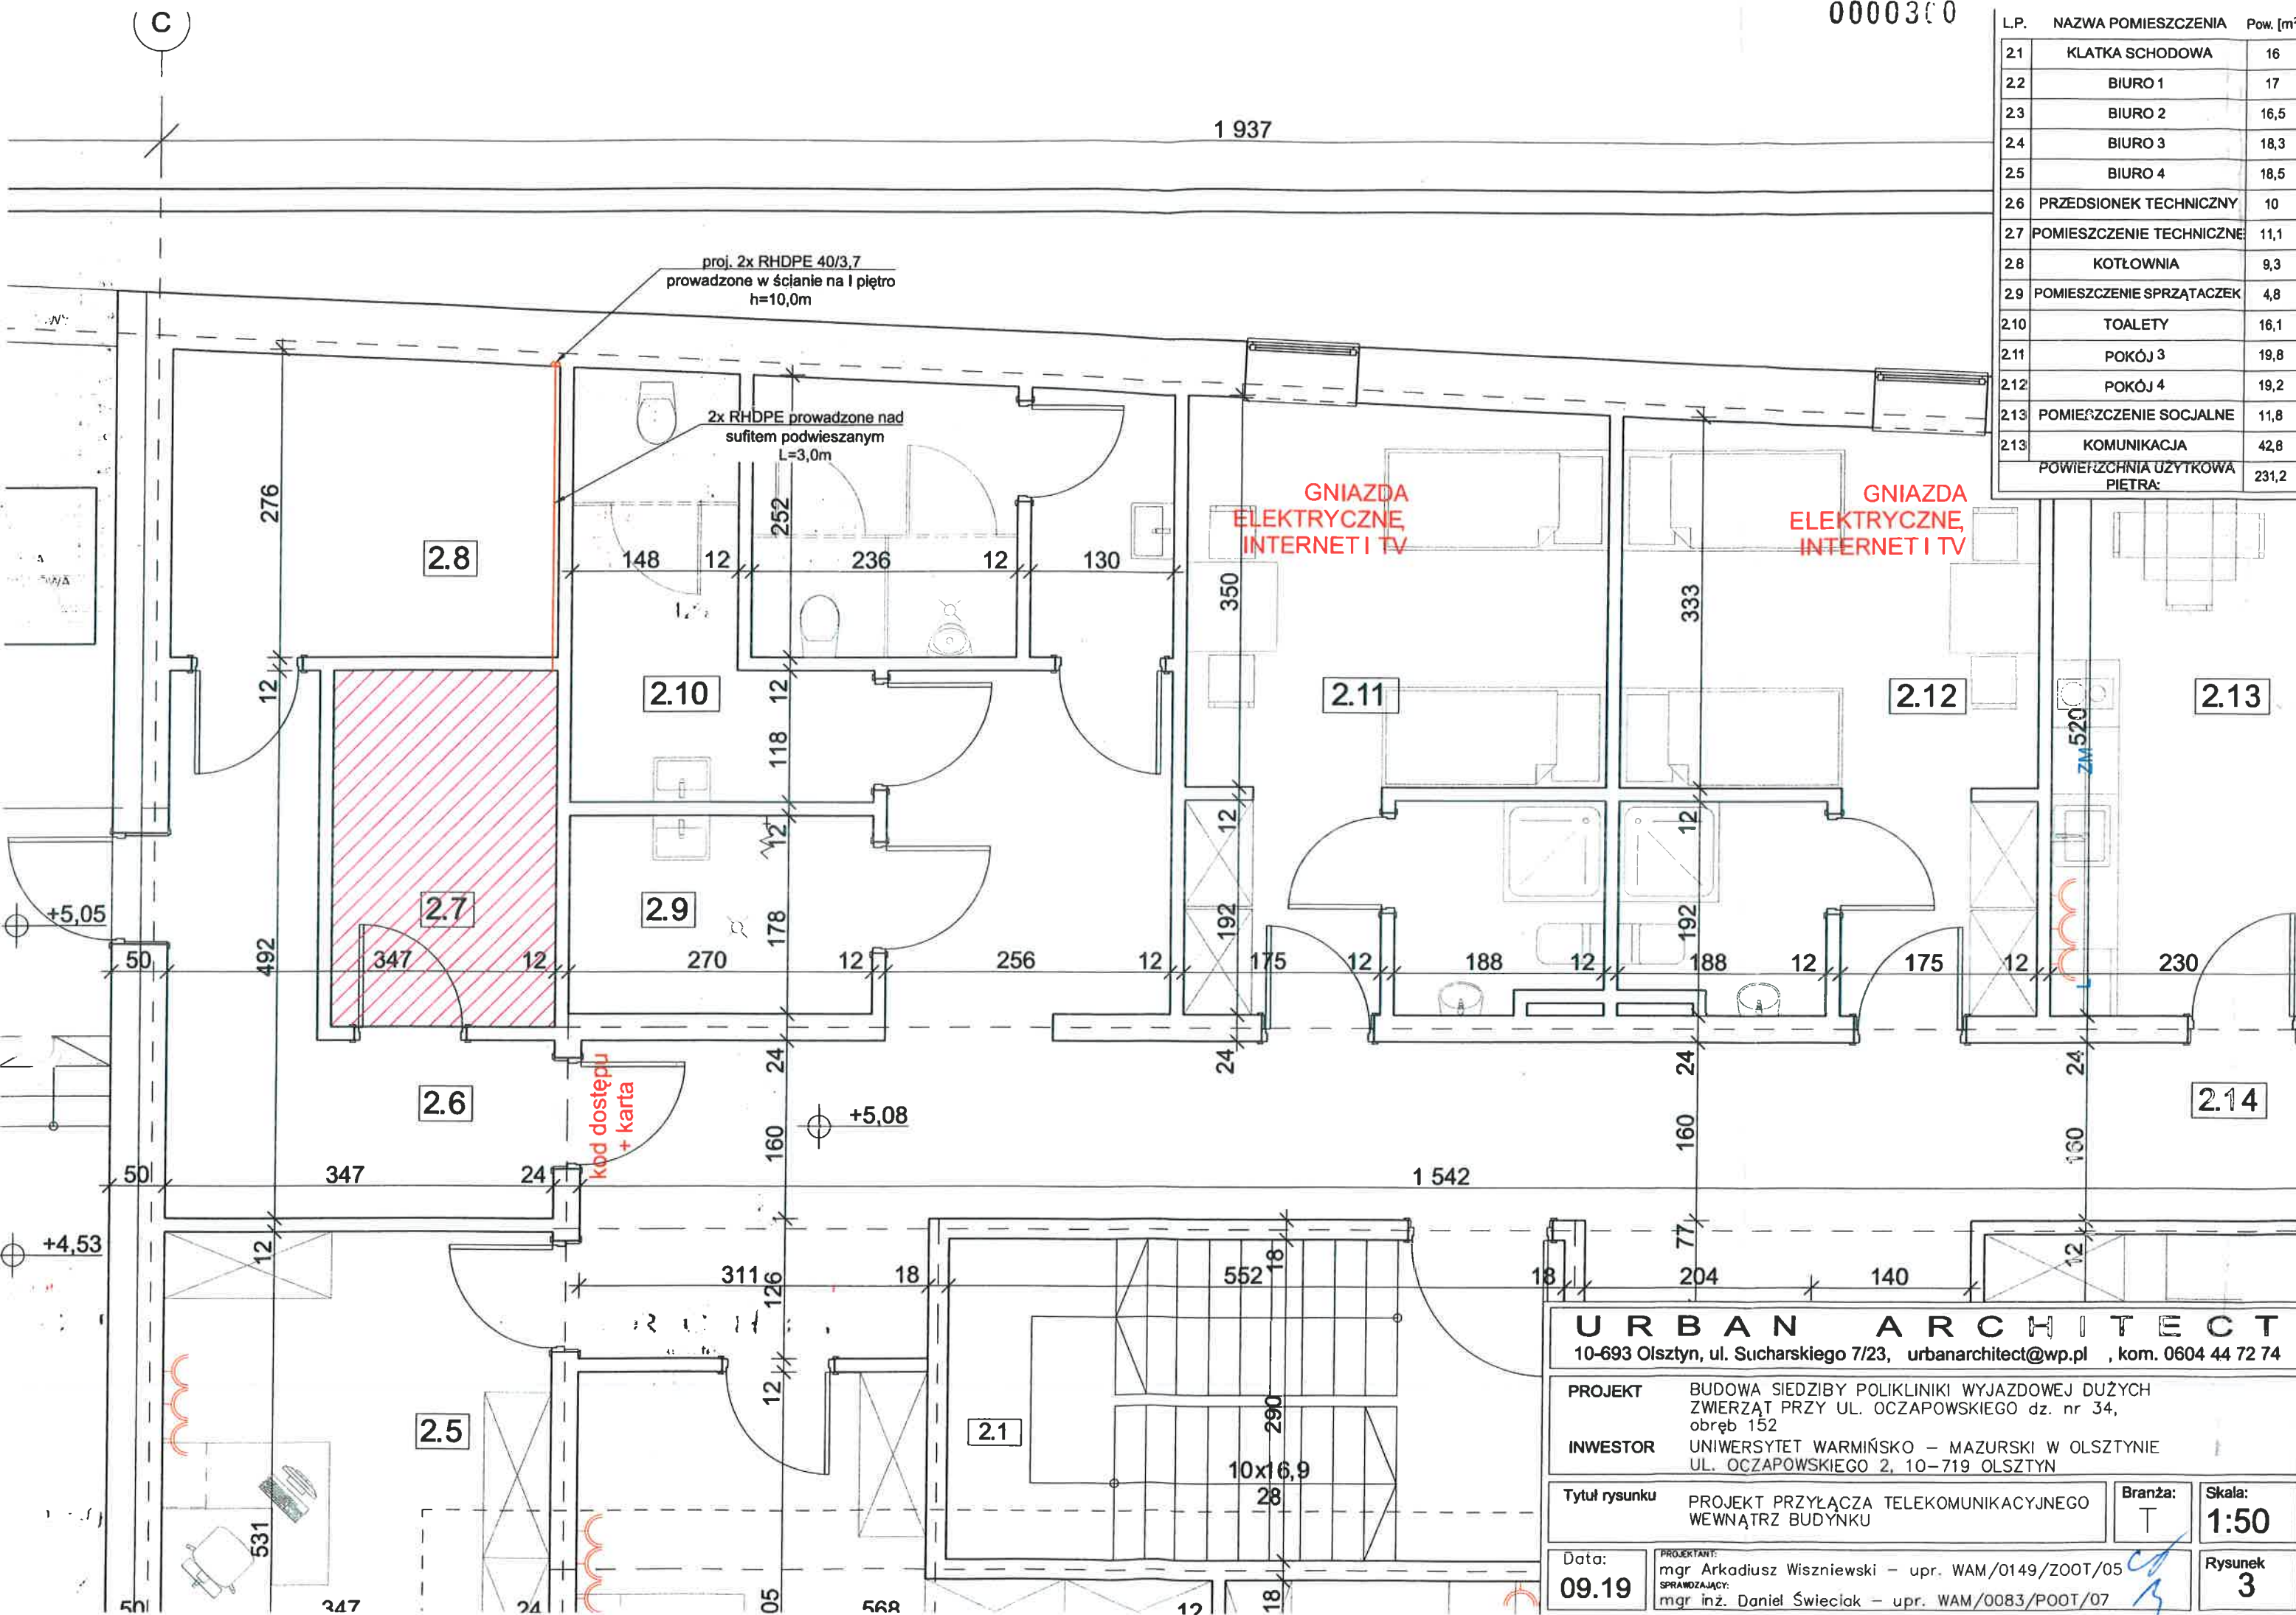 C
L.P. NAZWA POMIESZCZENIA Pow. [m²
2.1 KLATKA SCHODOWA 16
2.2 BIURO 1 17
2.3 BIURO 2 16,5
2.4 BIURO 3 18,3
2.5 BIURO 4 18,5
2.6 PRZEDSIONEK TECHNICZNY 10
2.7 POMIESZCZENIE TECHNICZNE 11,1
2.8 KOTŁOWNIA 9,3
2.9 POMIESZCZENIE SPRZĄTACZEK 4,8
2.10 TOALETY 16,1
2.11 POKÓJ 3 19,8
2.12 POKÓJ 4 19,2
2.13 POMIESZCZENIE SOCJALNE 11,8
2.13 KOMUNIKACJA 42,8
POWIERZCHNIA UŻYTKOWA
PIĘTRA: 231,2
1 937
proj. 2x RHDPE 40/3,7
prowadzone w ścianie na I piętro
h=10,0m
2x RHDPE prowadzone nad
sufitem podwieszanym
L=3,0m
276
252
2.8
148 12 236 12 130
GNIAZDA
ELEKTRYCZNE,
INTERNET I TV
GNIAZDA
ELEKTRYCZNE,
INTERNET I TV
350
333
12
2.10
12
118
2.11
2.12
2.13
520
ZM
12
12
12
2.7
2.9
178
192
192
+5,05
492
50 347 12 270 12 256 12 175 12 188 12 188 12 175 12 230
L
24
24
24
24
2.6
kod dostępu
+ karta
+5,08
2.14
160
160
160
50 347 24 1 542
+4,53
12
126
18
77
12
311 18 552 18 204 140
12
2.5
2.1
290
10x16,9
28
531
05
18
50 347 24 568 12
URBAN ARCHITECT
10-693 Olsztyn, ul. Sucharskiego 7/23, urbanarchitect@wp.pl , kom. 0604 44 72 74
PROJEKT BUDOWA SIEDZIBY POLIKLINIKI WYJAZDOWEJ DUŻYCH
ZWIERZĄT PRZY UL. OCZAPOWSKIEGO dz. nr 34,
obręb 152
INWESTOR UNIWERSYTET WARMIŃSKO – MAZURSKI W OLSZTYNIE
UL. OCZAPOWSKIEGO 2, 10-719 OLSZTYN
Tytuł rysunku PROJEKT PRZYŁĄCZA TELEKOMUNIKACYJNEGO
WEWNĄTRZ BUDYNKU
Branża:
T
Skala:
1:50
Data:
09.19
PROJEKTANT:
mgr Arkadiusz Wiszniewski – upr. WAM/0149/ZOOT/05
SPRAWDZAJĄCY:
mgr inż. Daniel Świeciak – upr. WAM/0083/POOT/07
Rysunek
3